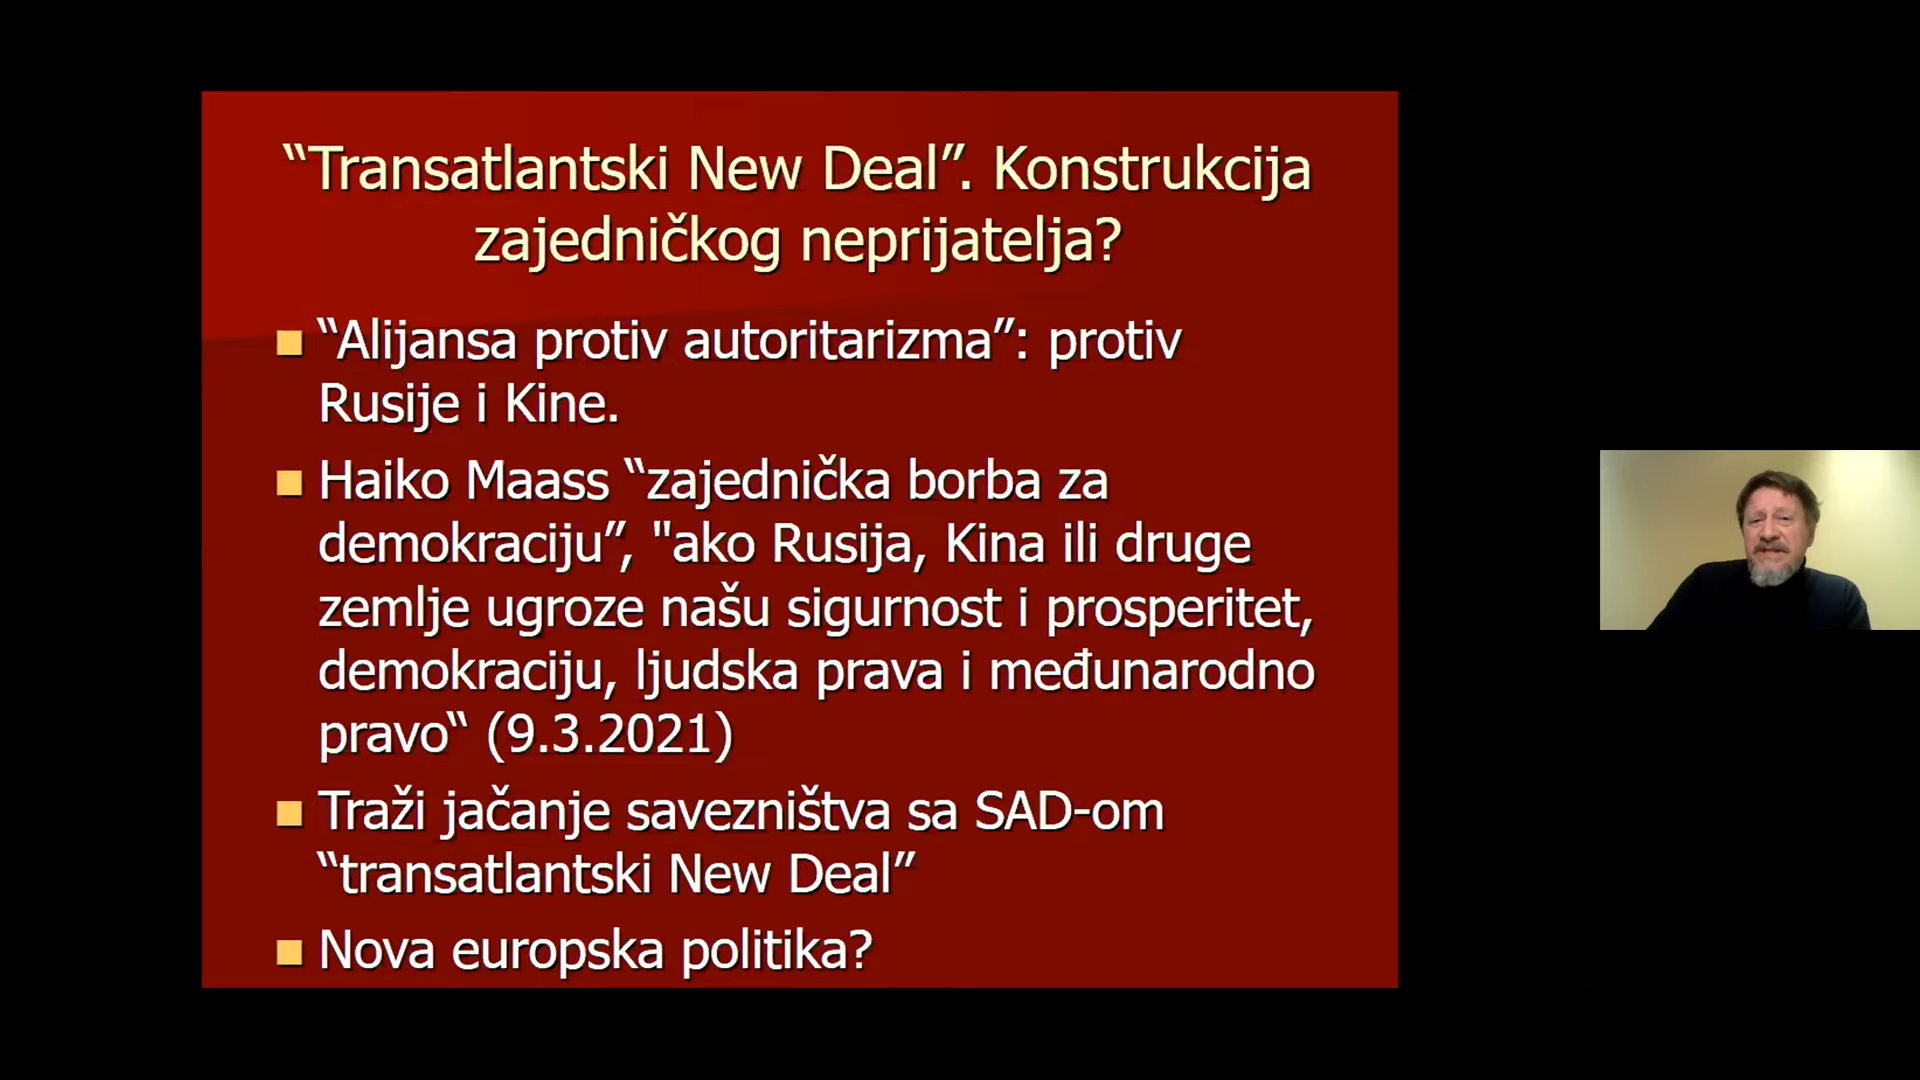 “Transatlantski New Deal”. Konstrukcija
zajedničkog neprijatelja?
“Alijansa protiv autoritarizma”: protiv
Rusije i Kine.
Haiko Maass “zajednička borba za
demokraciju”, "ako Rusija, Kina ili druge
zemlje ugroze našu sigurnost i prosperitet,
demokraciju, ljudska prava i međunarodno
pravo“ (9.3.2021)
Traži jačanje savezništva sa SAD-om
“transatlantski New Deal”
Nova europska politika?